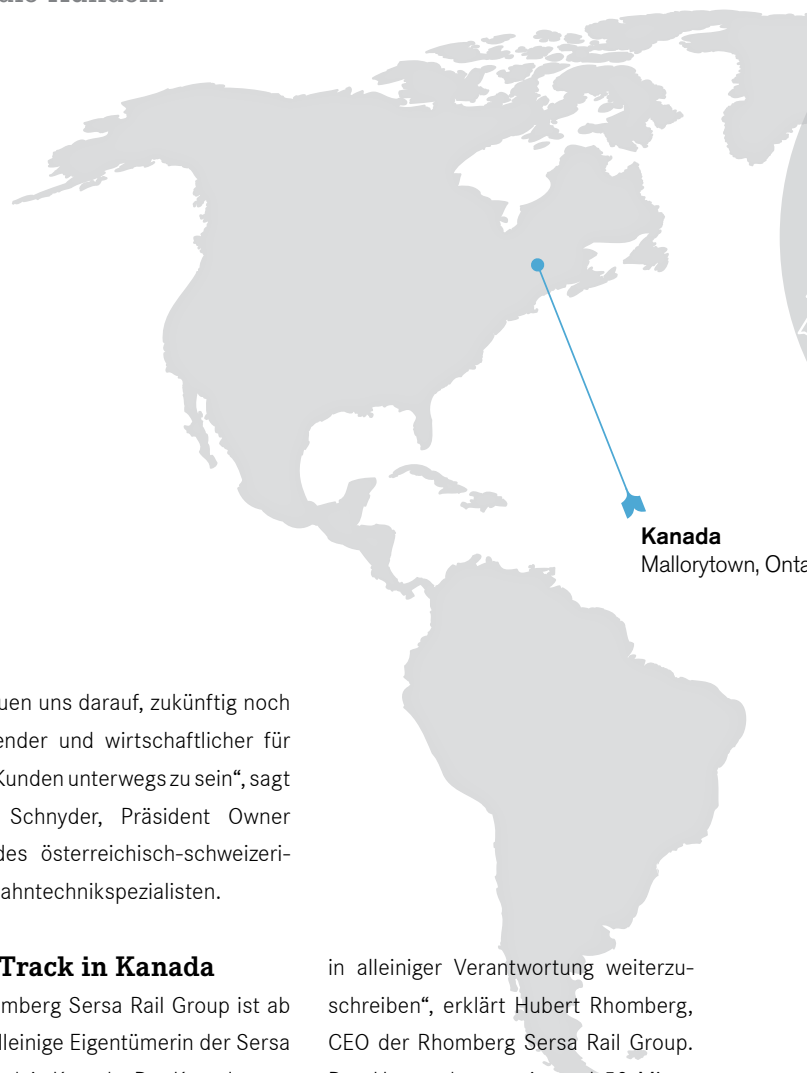 Kanada
Mallorytown, Onta
uen uns darauf, zukünftig noch
ender und wirtschaftlicher für
Kunden unterwegs zu sein“, sagt
Schnyder, Präsident Owner
des österreichisch-schweizeri-
ahntechnikspezialisten.
Track in Kanada
mberg Sersa Rail Group ist ab
lleinige Eigentümerin der Sersa
in alleiniger Verantwortung weiterzu-
schreiben“, erklärt Hubert Rhomberg,
CEO der Rhomberg Sersa Rail Group.